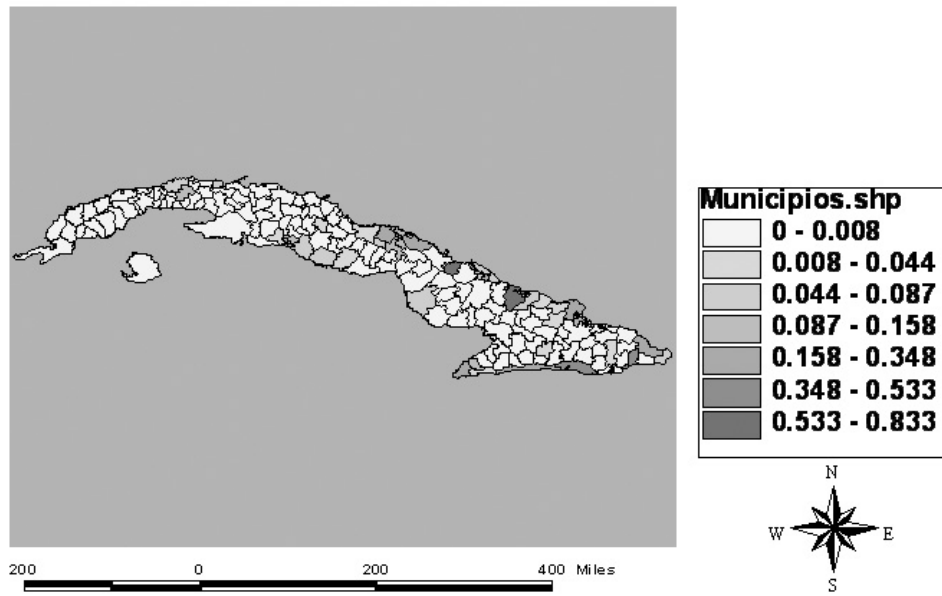 Municipios.shp
0 - 0.008
0.008 - 0.044
0.044 - 0.087
0.087 - 0.158
0.158 - 0.348
0.348 - 0.533
0.533 - 0.833
N
W E
S
200 0 200 400 Miles